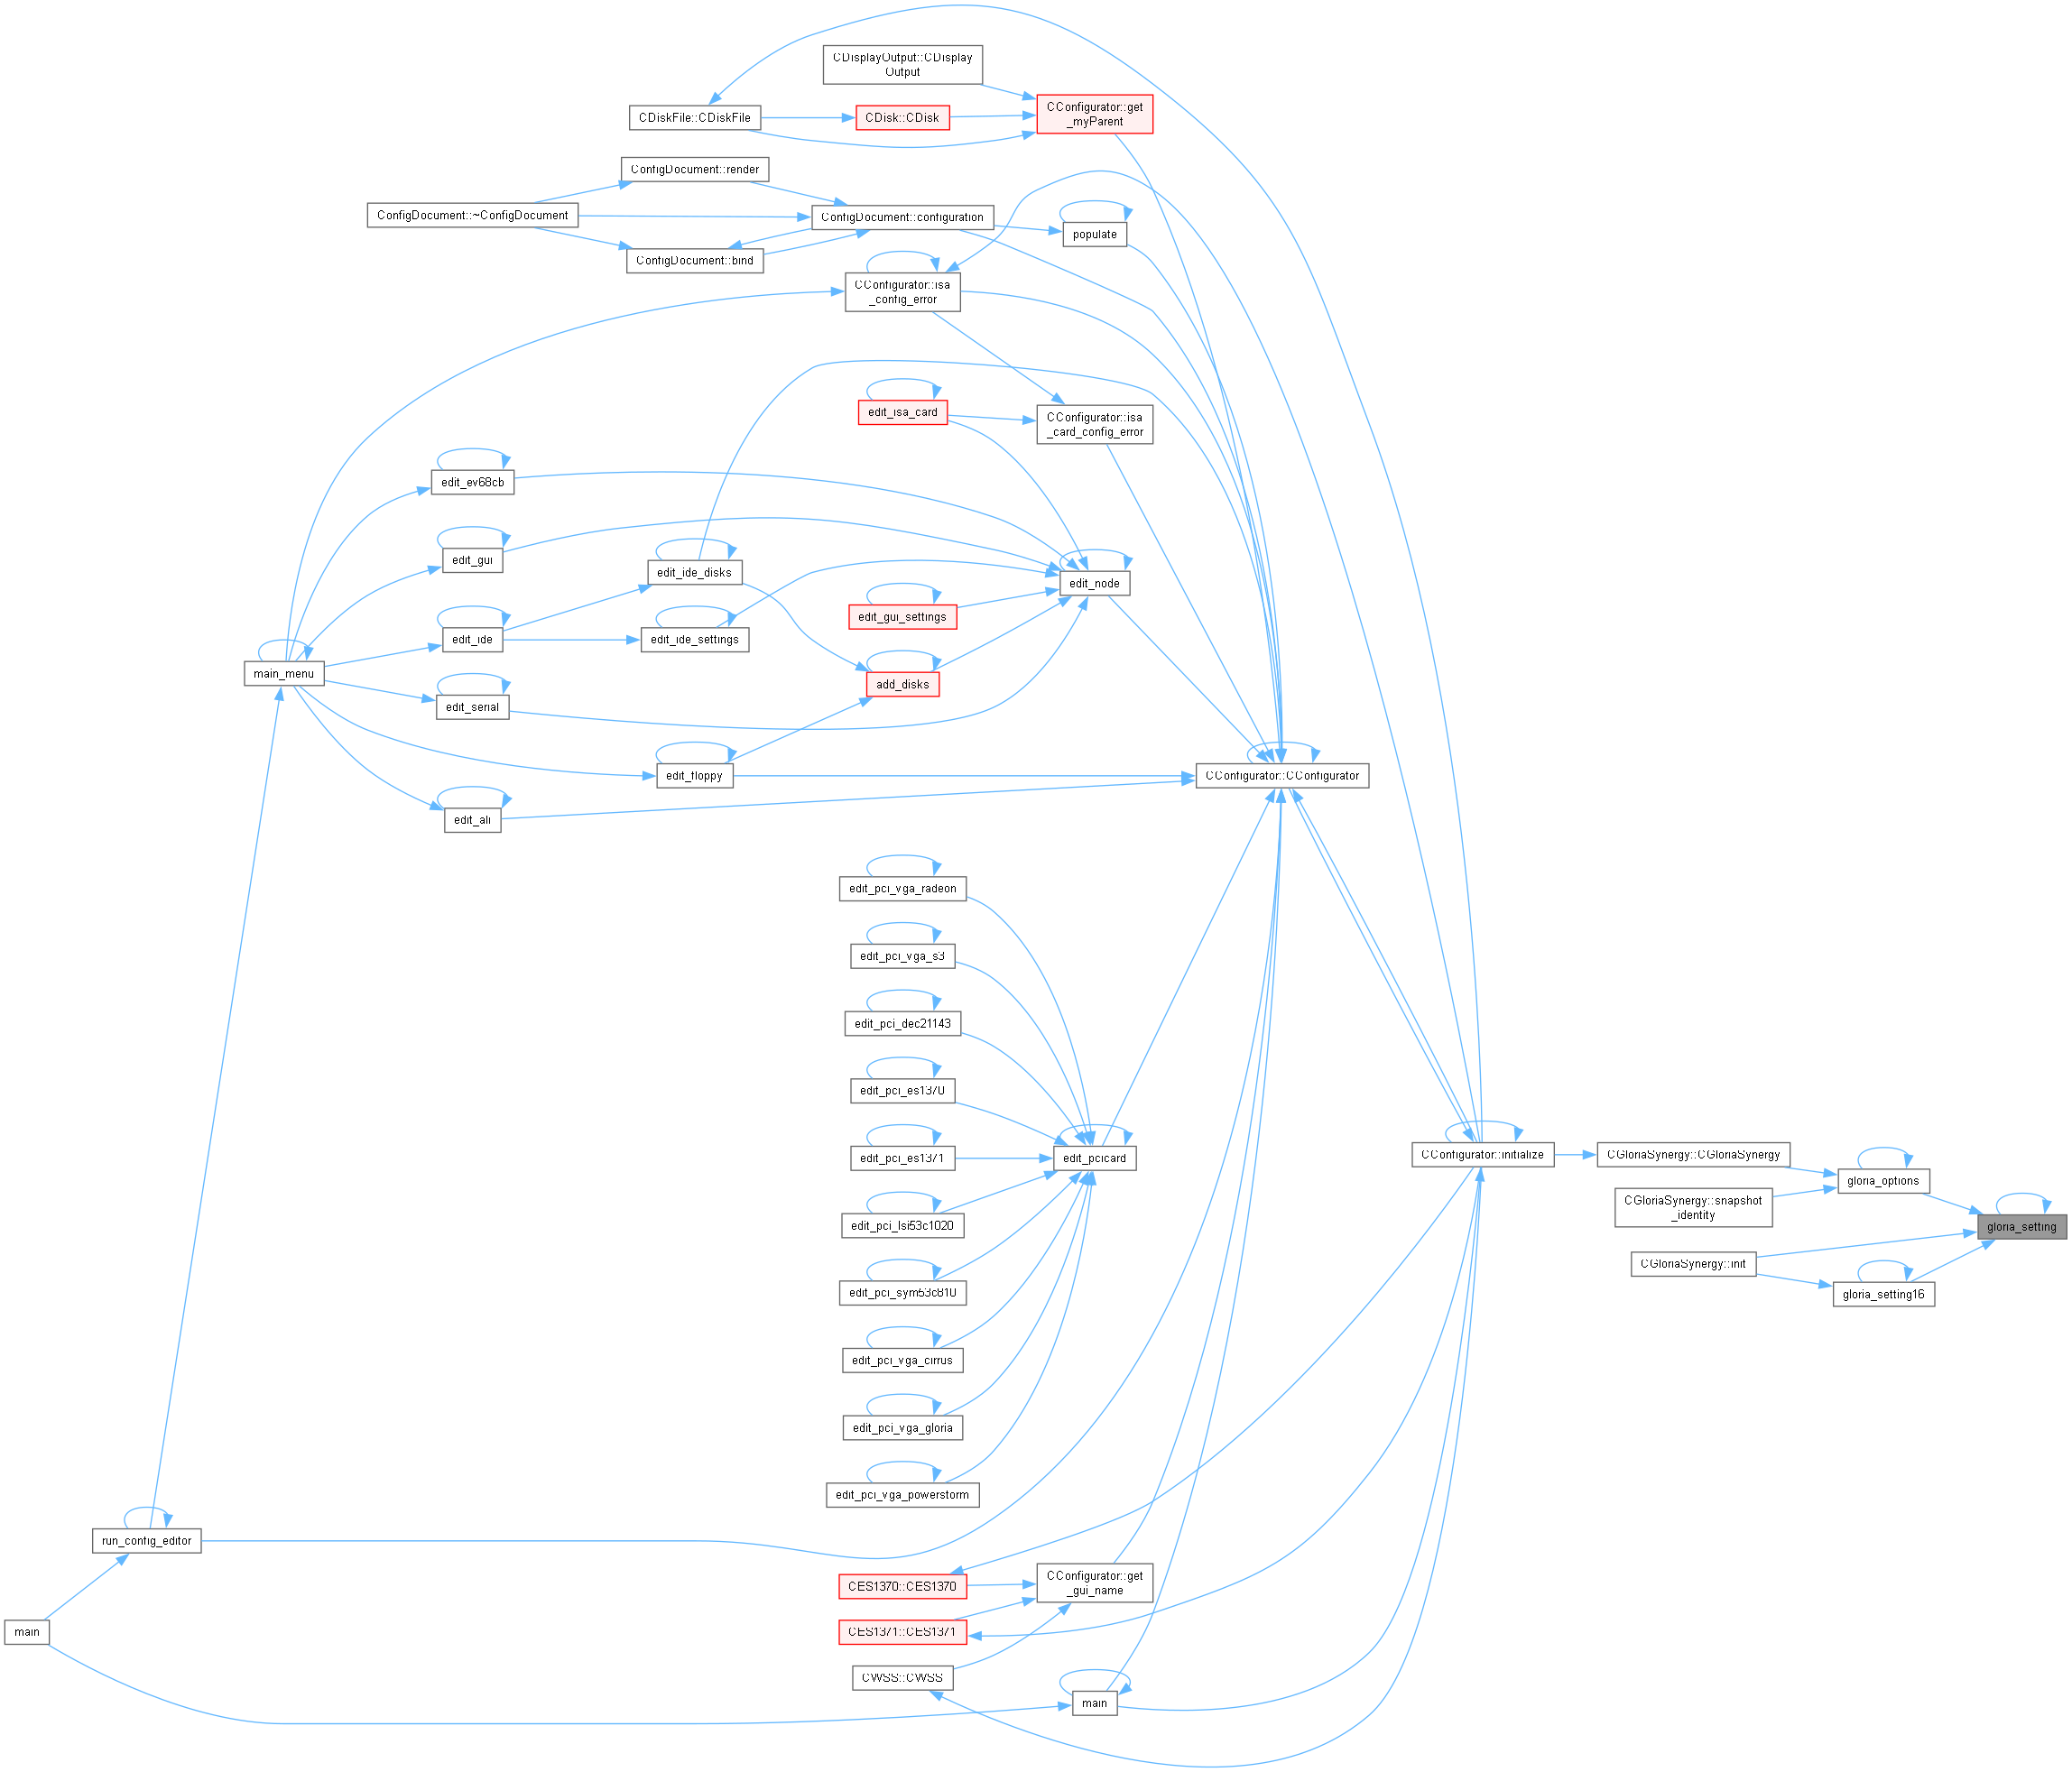 CDisplayOutput::CDisplay
Output
CConfigurator::get
_myParent
CDiskFile::CDiskFile
CDisk::CDisk
ConfigDocument::render
ConfigDocument::~ConfigDocument
ConfigDocument::configuration
populate
ConfigDocument::bind
CConfigurator::isa
_config_error
edit_isa_card
CConfigurator::isa
_card_config_error
edit_ev68cb
edit_gui
edit_ide_disks
edit_node
edit_gui_settings
edit_ide
edit_ide_settings
main_menu
add_disks
edit_serial
edit_floppy
CConfigurator::CConfigurator
edit_ali
edit_pci_vga_radeon
edit_pci_vga_s3
edit_pci_dec21143
edit_pci_es1370
edit_pci_es1371
edit_pcicard
CConfigurator::initialize
CGloriaSynergy::CGloriaSynergy
gloria_options
CGloriaSynergy::snapshot
_identity
gloria_setting
edit_pci_lsi53c1020
CGloriaSynergy::init
edit_pci_sym53c810
gloria_setting16
edit_pci_vga_cirrus
edit_pci_vga_gloria
edit_pci_vga_powerstorm
run_config_editor
CES1370::CES1370
CConfigurator::get
_gui_name
main
CES1371::CES1371
CWSS::CWSS
main